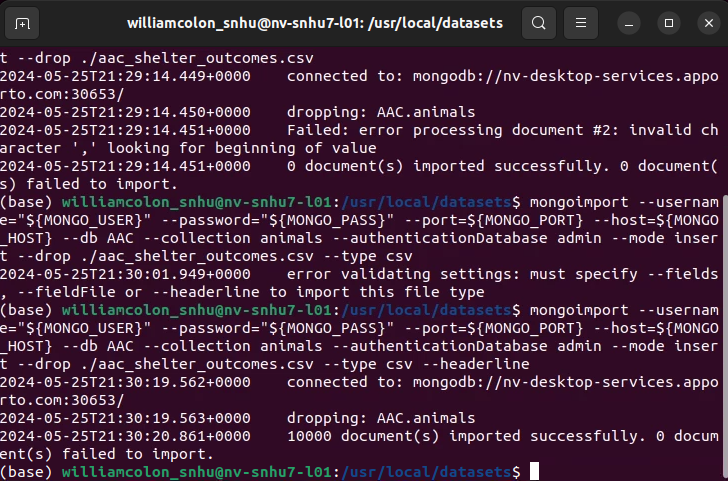 williamcolon_snhu@nv-snhu7-l01: /usr/local/datasets
t --drop ./aac_shelter_outcomes.csv
2024-05-25T21:29:14.449+0000    connected to: mongodb://nv-desktop-services.appo
rto.com:30653/
2024-05-25T21:29:14.450+0000    dropping: AAC.animals
2024-05-25T21:29:14.451+0000    Failed: error processing document #2: invalid ch
aracter ',' looking for beginning of value
2024-05-25T21:29:14.451+0000    0 document(s) imported successfully. 0 document(
s) failed to import.
(base) williamcolon_snhu@nv-snhu7-l01:/usr/local/datasets$ mongoimport --usernam
e="${MONGO_USER}" --password="${MONGO_PASS}" --port=${MONGO_PORT} --host=${MONGO
_HOST} --db AAC --collection animals --authenticationDatabase admin --mode inser
t --drop ./aac_shelter_outcomes.csv --type csv
2024-05-25T21:30:01.949+0000    error validating settings: must specify --fields
, --fieldFile or --headerline to import this file type
(base) williamcolon_snhu@nv-snhu7-l01:/usr/local/datasets$ mongoimport --usernam
e="${MONGO_USER}" --password="${MONGO_PASS}" --port=${MONGO_PORT} --host=${MONGO
_HOST} --db AAC --collection animals --authenticationDatabase admin --mode inser
t --drop ./aac_shelter_outcomes.csv --type csv --headerline
2024-05-25T21:30:19.562+0000    connected to: mongodb://nv-desktop-services.appo
rto.com:30653/
2024-05-25T21:30:19.563+0000    dropping: AAC.animals
2024-05-25T21:30:20.861+0000    10000 document(s) imported successfully. 0 docum
ent(s) failed to import.
(base) williamcolon_snhu@nv-snhu7-l01:/usr/local/datasets$